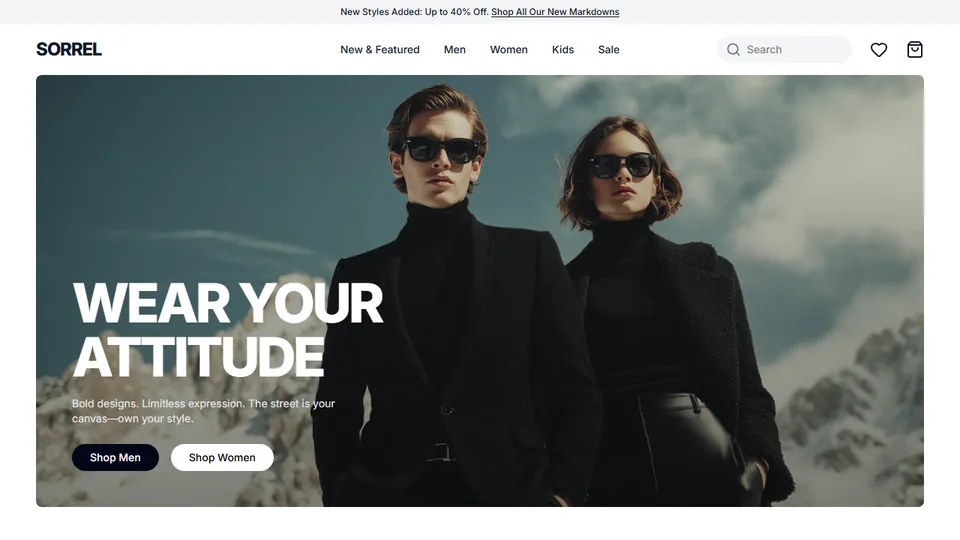 New Styles Added: Up to 40% Off. Shop All Our New Markdowns
SORREL
New & Featured
Men
Women
Kids
Sale
Search
WEAR YOUR
ATTITUDE
Bold designs. Limitless expression. The street is your
canvas—own your style.
Shop Men
Shop Women